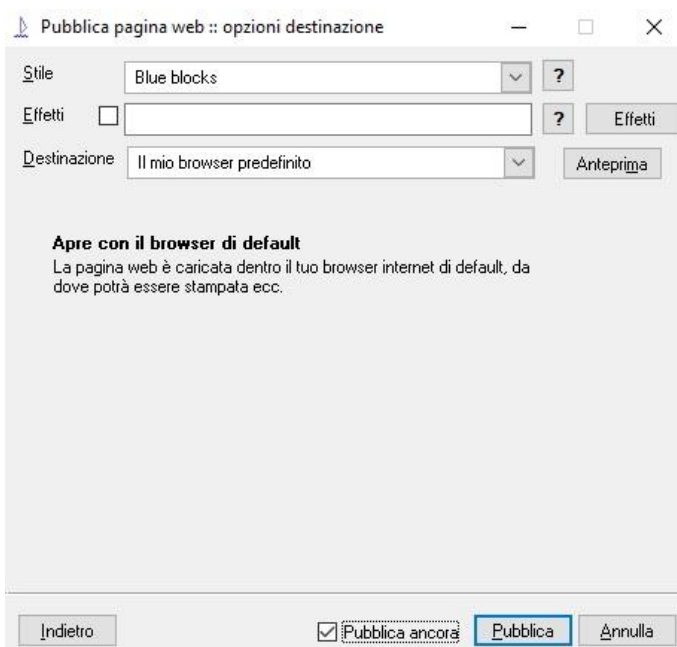 Pubblica pagina web :: opzioni destinazione
Stile Blue blocks ?
Effetti ? Effetti
Destinazione Il mio browser predefinito Anteprima
Apre con il browser di default
La pagina web è caricata dentro il tuo browser internet di default, da
dove potrà essere stampata ecc.
Indietro Pubblica ancora Pubblica Annulla